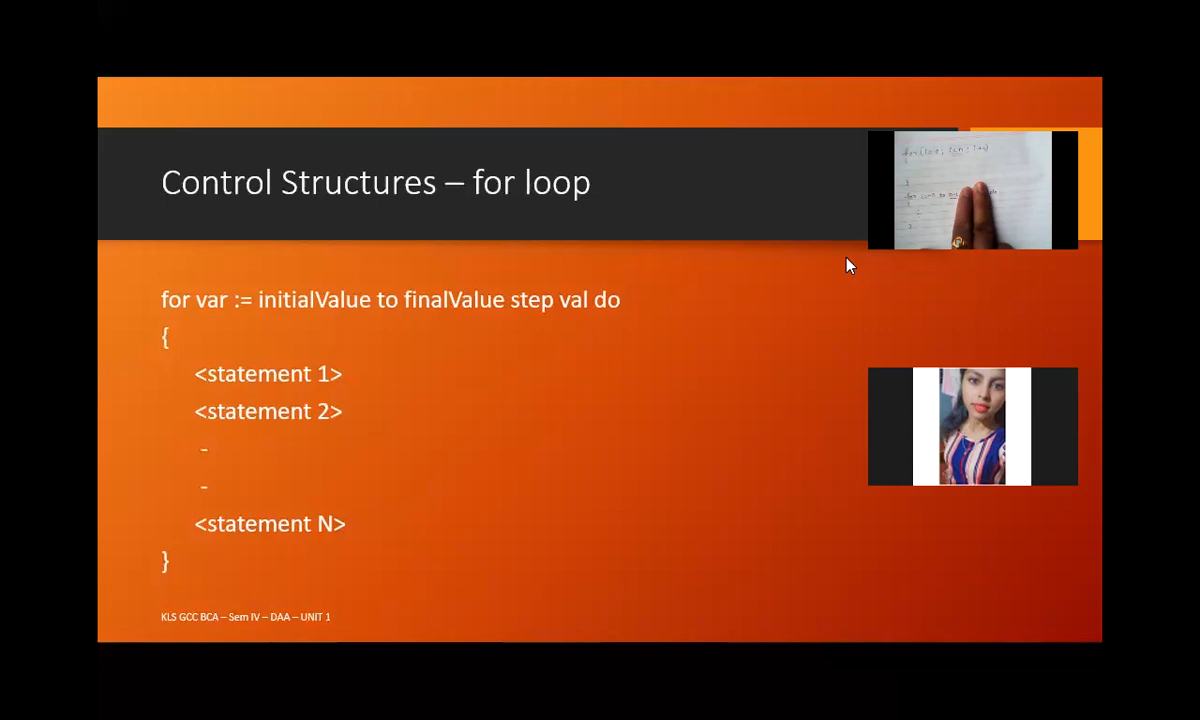 Control Structures – for loop
for var := initialValue to finalValue step val do
{
<statement 1>
<statement 2>
-
-
<statement N>
}
KLS GCC BCA – Sem IV – DAA – UNIT 1